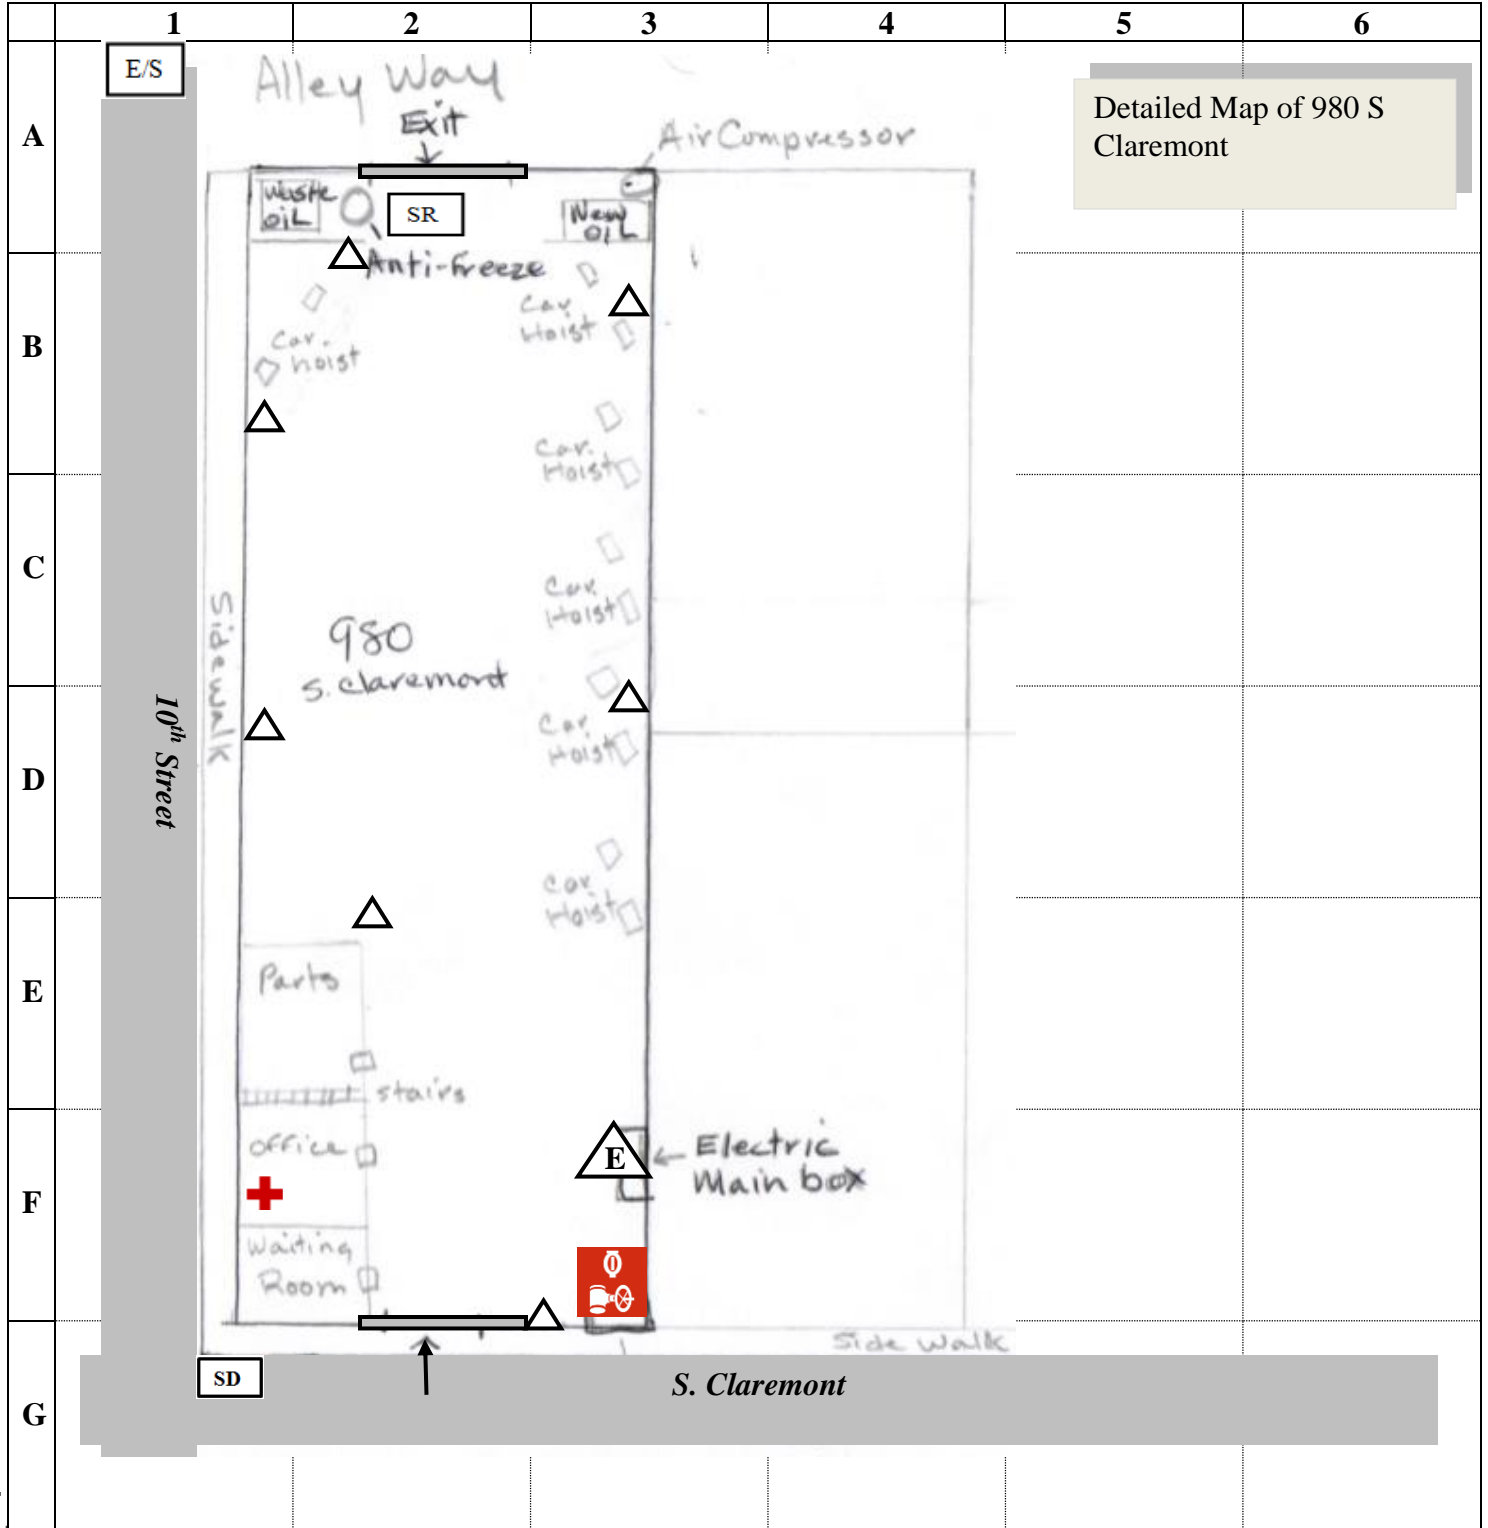 1 2 3 4 5 6
A
B
C
D
E
F
G
E/S
Alley Way
Exit
Air Compressor
Detailed Map of 980 S
Claremont
Waste
oil
SR
New
oil
Anti-freeze
Car.
hoist
Car
Hoist
Car.
Hoist
Car
Hoist
Car
Hoist
Car
Hoist
Sidewalk
980
S. Claremont
10th Street
Parts
stairs
office
E
Electric
Main box
Waiting
Room
Side Walk
SD
S. Claremont